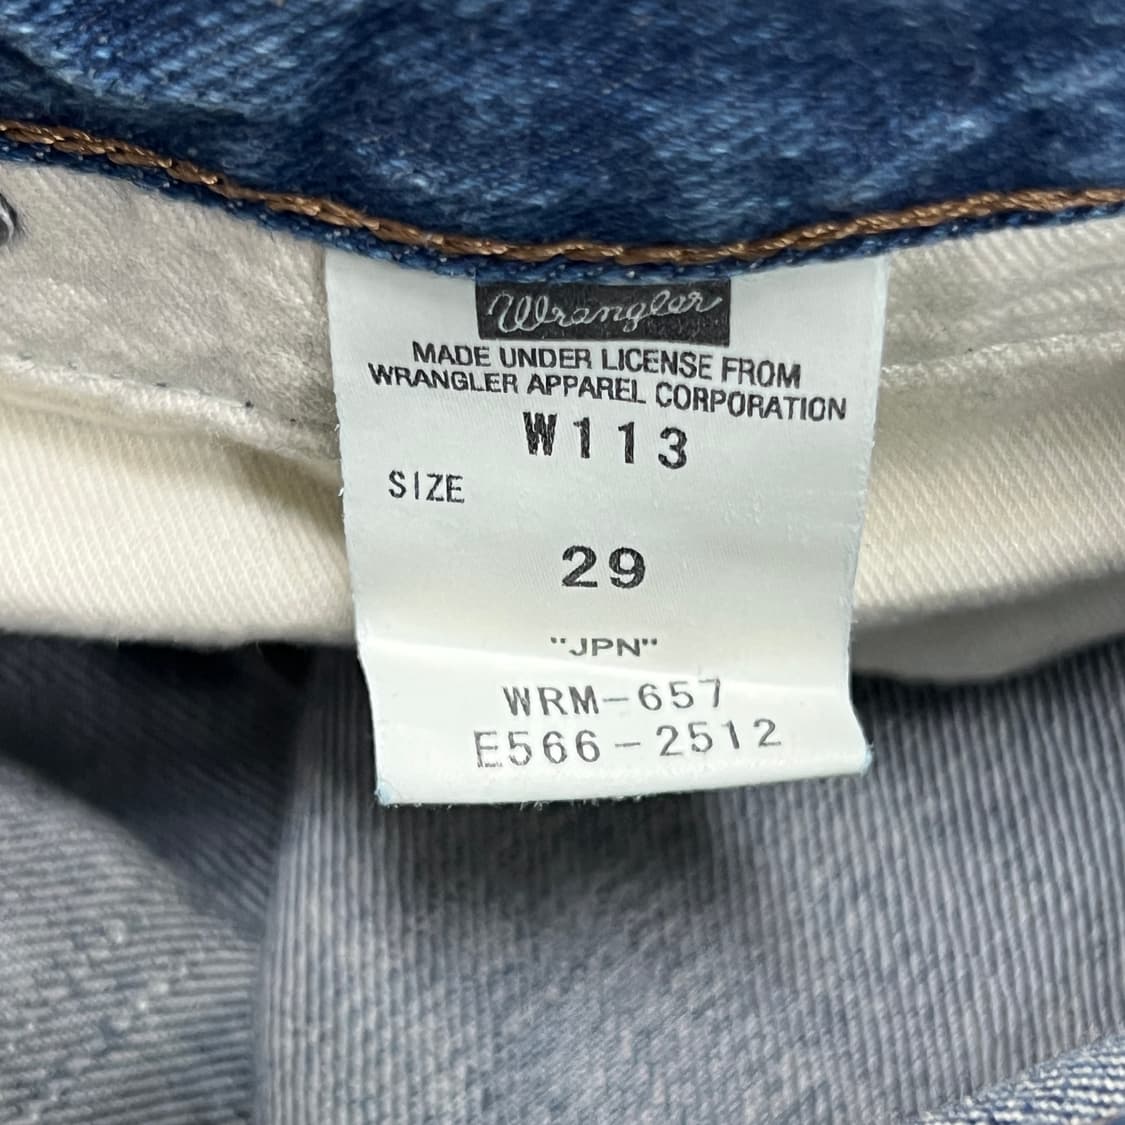 Wrangler
MADE UNDER LICENSE FROM
WRANGLER APPAREL CORPORATION
W113
SIZE
29
"JPN"
WRM-657
E566-2512